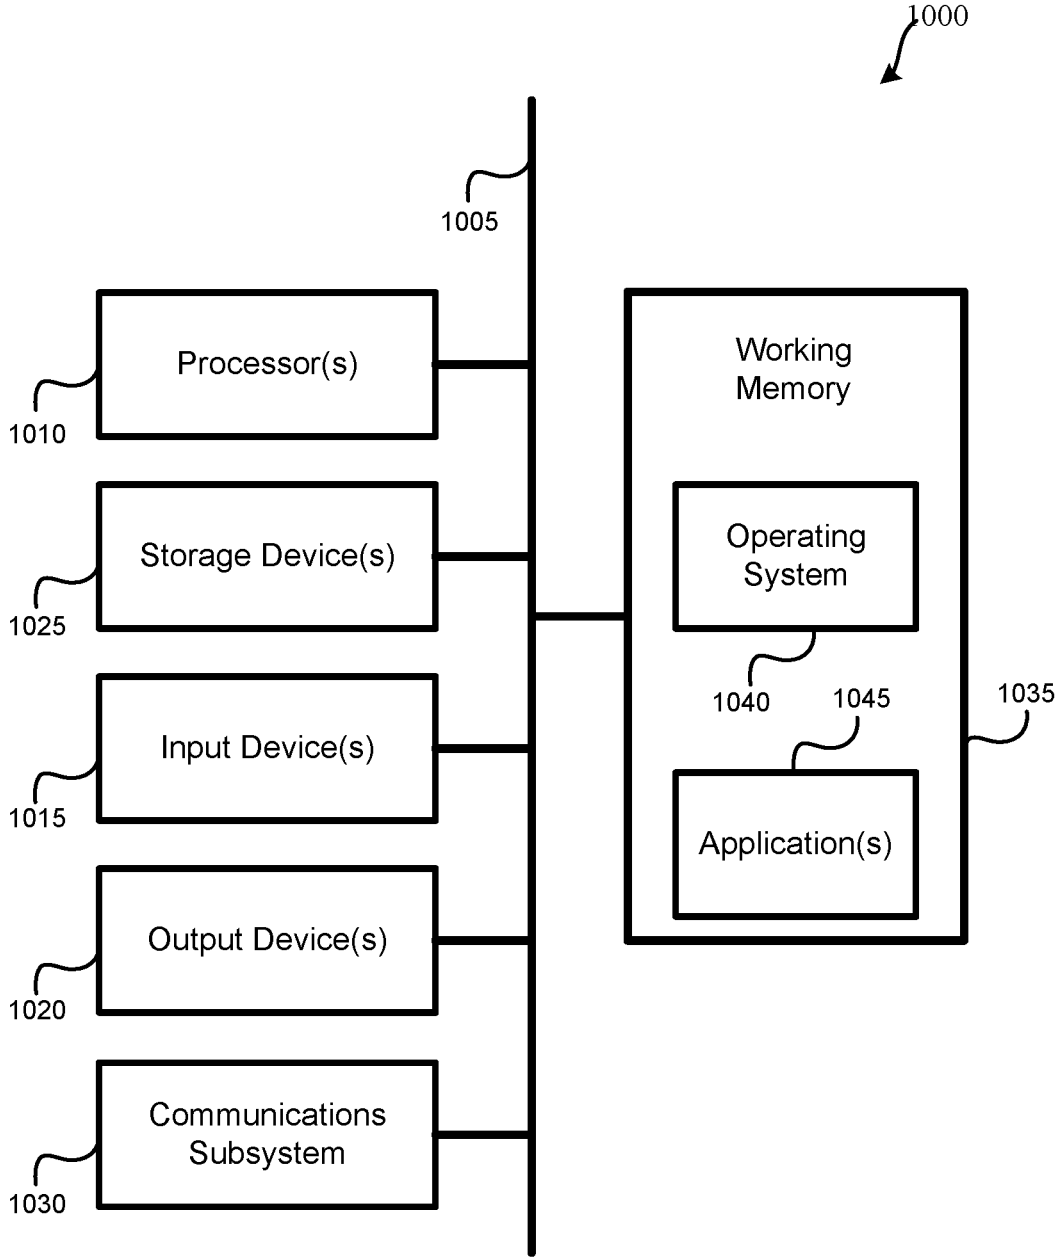 1000
1005
Processor(s)
1010
Storage Device(s)
1025
Input Device(s)
1015
Output Device(s)
1020
Communications
Subsystem
1030
Working
Memory
Operating
System
1040
1045
1035
Application(s)